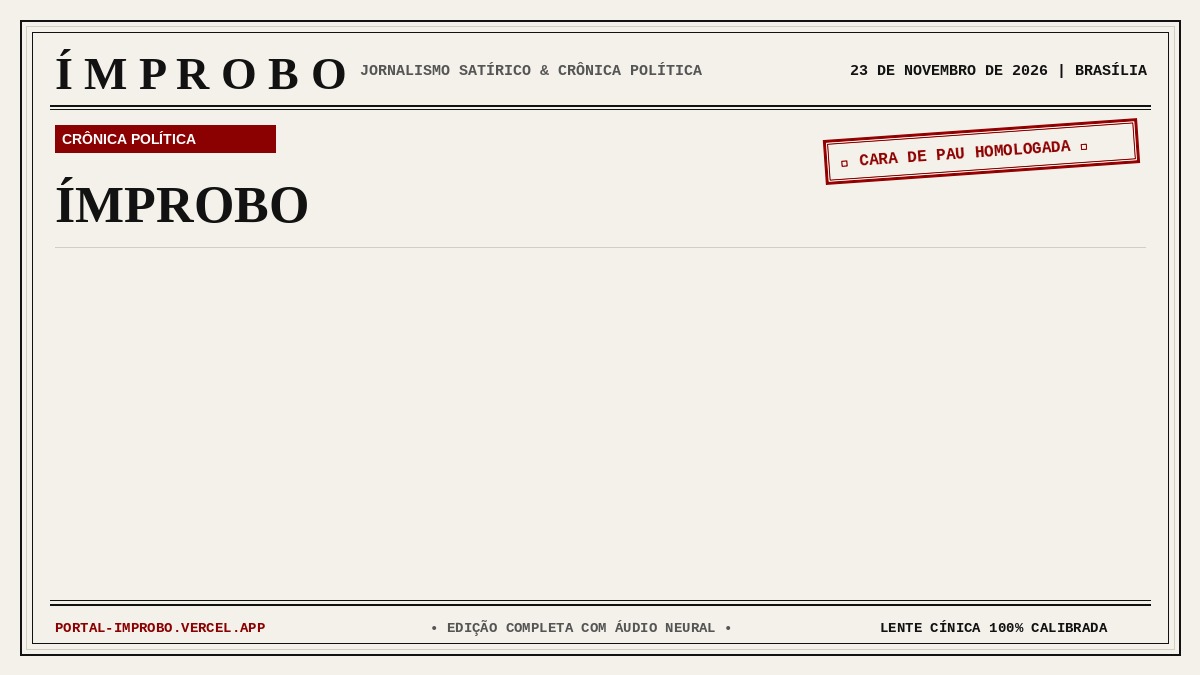 ÍMPROBO JORNALISMO SATÍRICO & CRÔNICA POLÍTICA 23 DE NOVEMBRO DE 2026 | BRASÍLIA
CRÔNICA POLÍTICA
▯ CARA DE PAU HOMOLOGADA ▯
ÍMPROBO
PORTAL-IMPROBO.VERCEL.APP • EDIÇÃO COMPLETA COM ÁUDIO NEURAL • LENTE CÍNICA 100% CALIBRADA